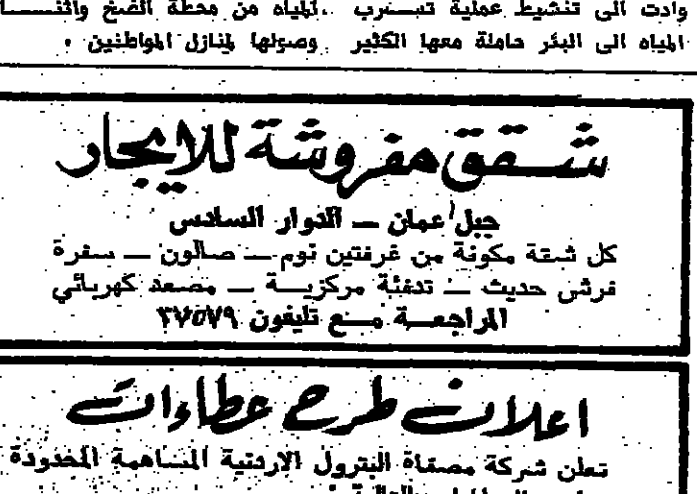 وادت الى تنشيط عملية تسرب
المياه الى البئر حاملة معها الكثير
للمياه من محطة الضخ
وصولها لمنازل المواطنين .
شقق مفروشة للايجار
جبل عمان — الدوار السادس
كل شقة مكونة من غرفتين نوم — صالون — سفرة
فرش حديث — تدفئة مركزية — مصعد كهربائي
المراجعة مع تليفون ٣٧٥٧٩
اعلان طرح عطاءات
تعلن شركة مصفاة البترول الاردنية المساهمة المحدودة